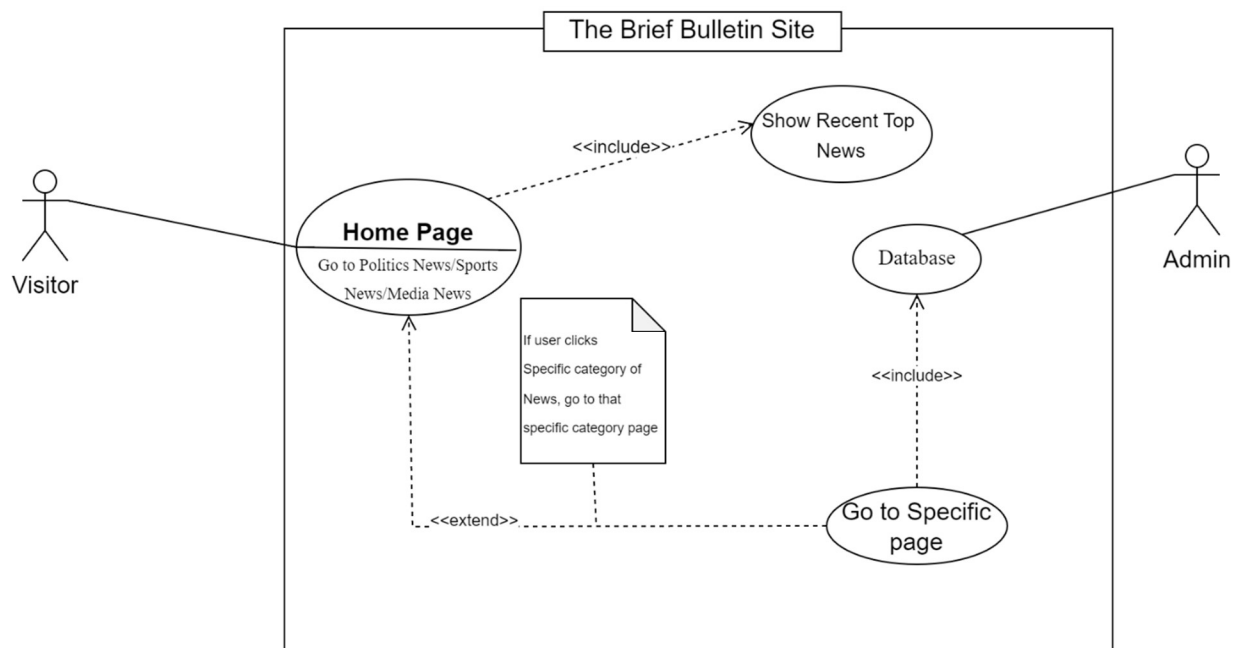 The Brief Bulletin Site
Show Recent Top
News
<<include>>
Home Page
Go to Politics News/Sports
News/Media News
Visitor
Database
Admin
If user clicks
Specific category of
News, go to that
specific category page
<<include>>
<<extend>>
Go to Specific
page